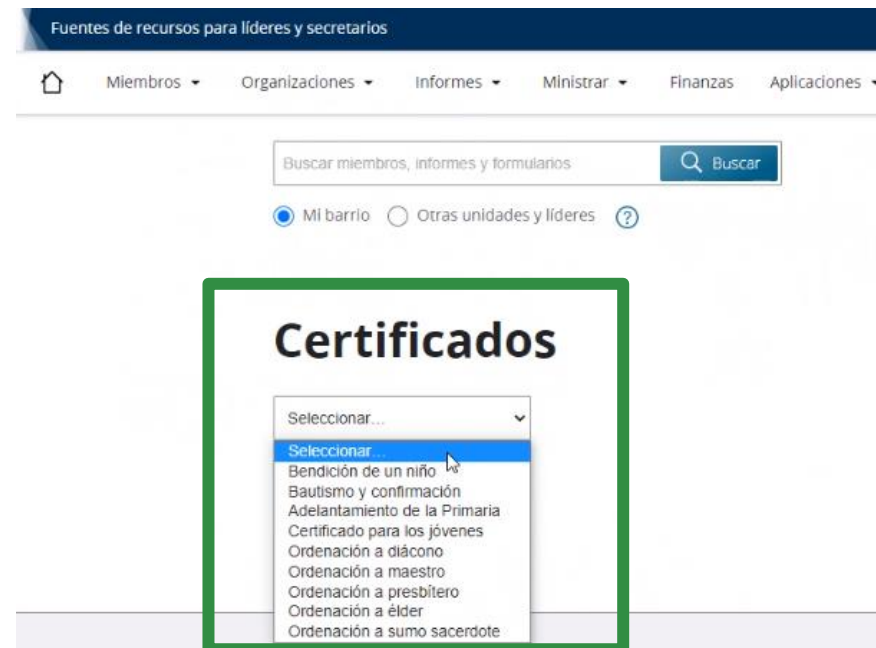 Fuentes de recursos para líderes y secretarios
Miembros Organizaciones Informes Ministrar Finanzas Aplicaciones
Buscar miembros, informes y formularios Buscar
Mi barrio Otras unidades y líderes ?
Certificados
Seleccionar...
Seleccionar...
Bendición de un niño
Bautismo y confirmación
Adelantamiento de la Primaria
Certificado para los jóvenes
Ordenación a diácono
Ordenación a maestro
Ordenación a presbítero
Ordenación a élder
Ordenación a sumo sacerdote